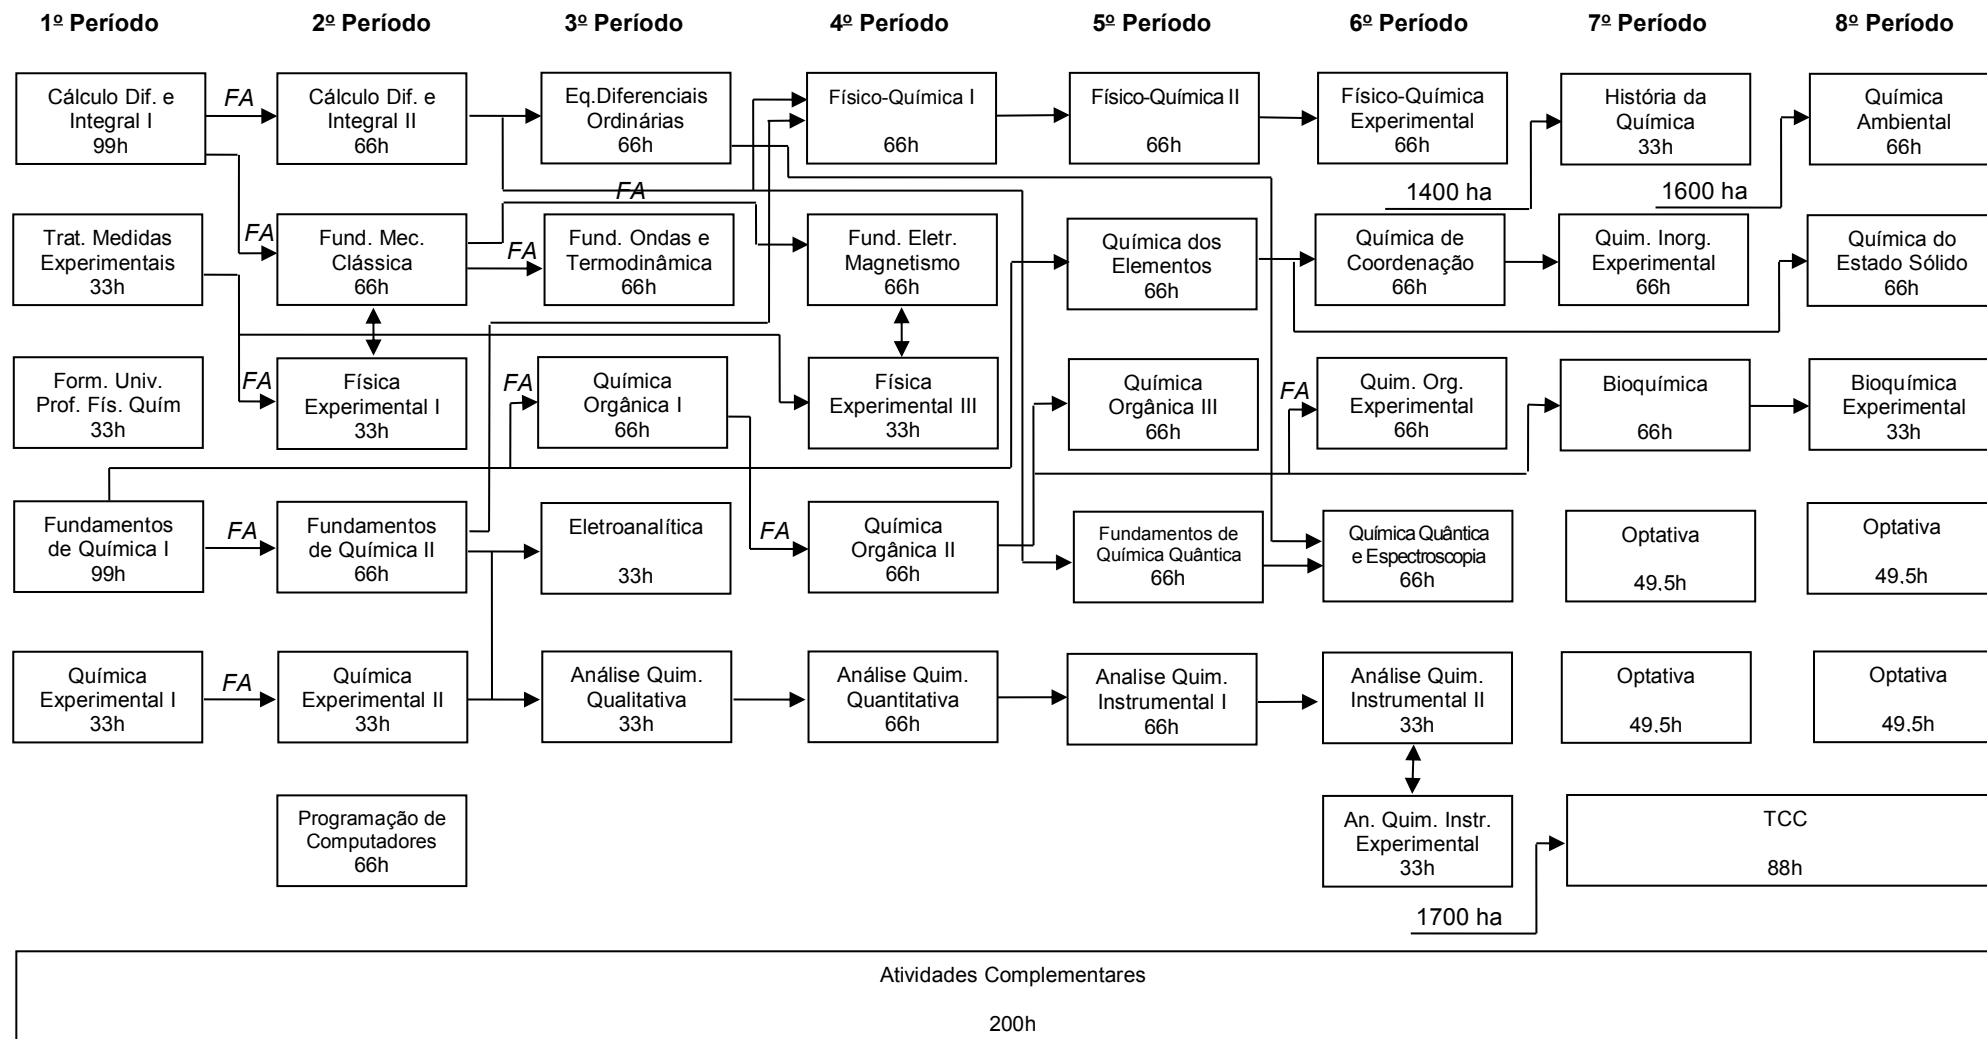 1º Período
2º Período
3º Período
4º Período
5º Período
6º Período
7º Período
8º Período
Cálculo Dif. e
Integral I
99h
FA
Cálculo Dif. e
Integral II
66h
Eq.Diferenciais
Ordinárias
66h
Físico-Química I
66h
Físico-Química II
66h
Físico-Química
Experimental
66h
História da
Química
33h
Química
Ambiental
66h
FA
1400 ha
1600 ha
Trat. Medidas
Experimentais
33h
FA
Fund. Mec.
Clássica
66h
FA
Fund. Ondas e
Termodinâmica
66h
Fund. Eletr.
Magnetismo
66h
Química dos
Elementos
66h
Química de
Coordenação
66h
Quim. Inorg.
Experimental
66h
Química do
Estado Sólido
66h
Form. Univ.
Prof. Fís. Quím
33h
FA
Física
Experimental I
33h
FA
Química
Orgânica I
66h
Física
Experimental III
33h
Química
Orgânica III
66h
FA
Quim. Org.
Experimental
66h
Bioquímica
66h
Bioquímica
Experimental
33h
Fundamentos
de Química I
99h
FA
Fundamentos
de Química II
66h
Eletroanalítica
33h
FA
Química
Orgânica II
66h
Fundamentos de
Química Quântica
66h
Química Quântica
e Espectroscopia
66h
Optativa
49.5h
Optativa
49.5h
Química
Experimental I
33h
FA
Química
Experimental II
33h
Análise Quim.
Qualitativa
33h
Análise Quim.
Quantitativa
66h
Analise Quim.
Instrumental I
66h
Análise Quim.
Instrumental II
33h
Optativa
49.5h
Optativa
49.5h
Programação de
Computadores
66h
An. Quim. Instr.
Experimental
33h
TCC
88h
1700 ha
Atividades Complementares
200h